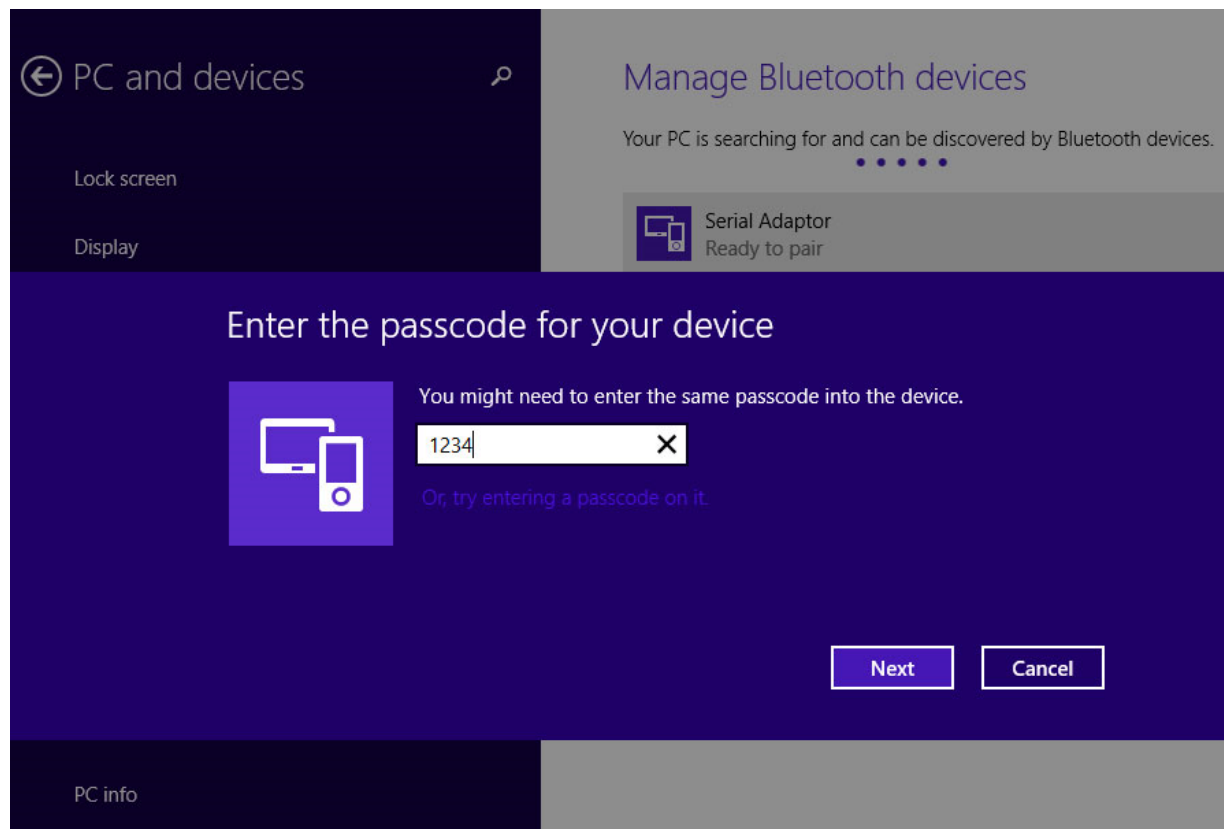 PC and devices
Lock screen
Display
Manage Bluetooth devices
Your PC is searching for and can be discovered by Bluetooth devices.
Serial Adaptor
Ready to pair
Enter the passcode for your device
You might need to enter the same passcode into the device.
1234
Or, try entering a passcode on it.
Next
Cancel
PC info